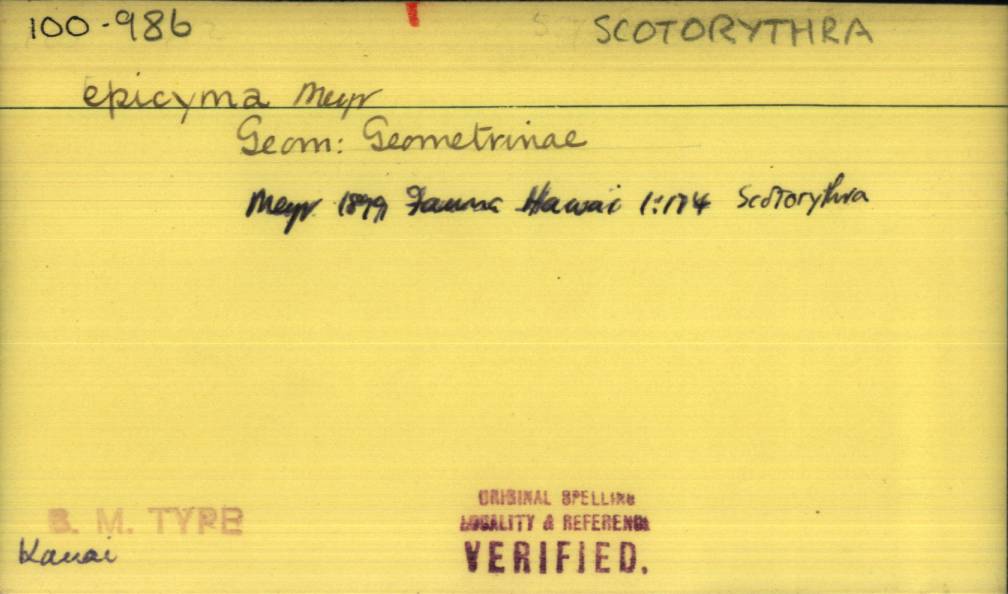 100-986 SCOTORYTHRA
epicyma Meyr
Geom: Geometrinae
Meyr 1899 Fauna Hawai 1:174 Scotorythra
B. M. TYPE
Kauai
ORIGINAL SPELLING
LOCALITY & REFERENCE
VERIFIED.